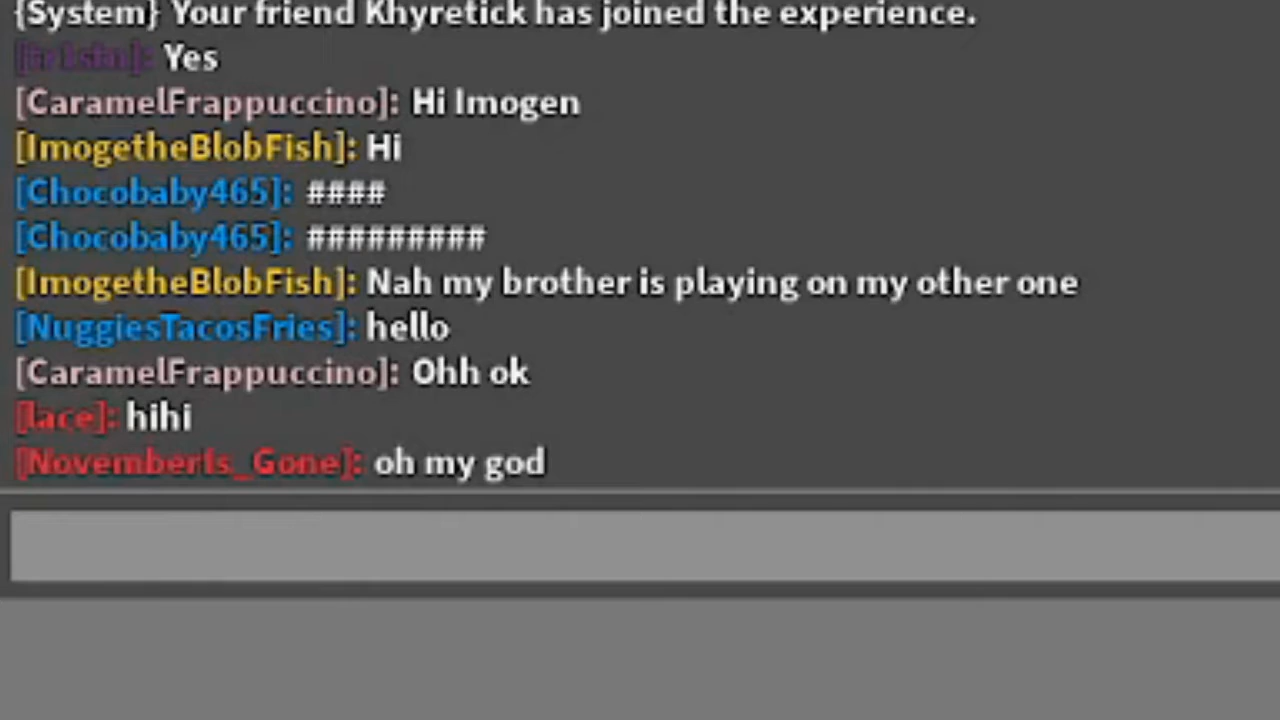 {System} Your friend Khyretick has joined the experience.
Yes
[CaramelFrappuccino]: Hi Imogen
[ImogetheBlobFish]: Hi
[Chocobaby465]: ####
[Chocobaby465]: #########
[ImogetheBlobFish]: Nah my brother is playing on my other one
[NuggiesTacosFries]: hello
[CaramelFrappuccino]: Ohh ok
[lace]: hihi
[NovemberIs_Gone]: oh my god